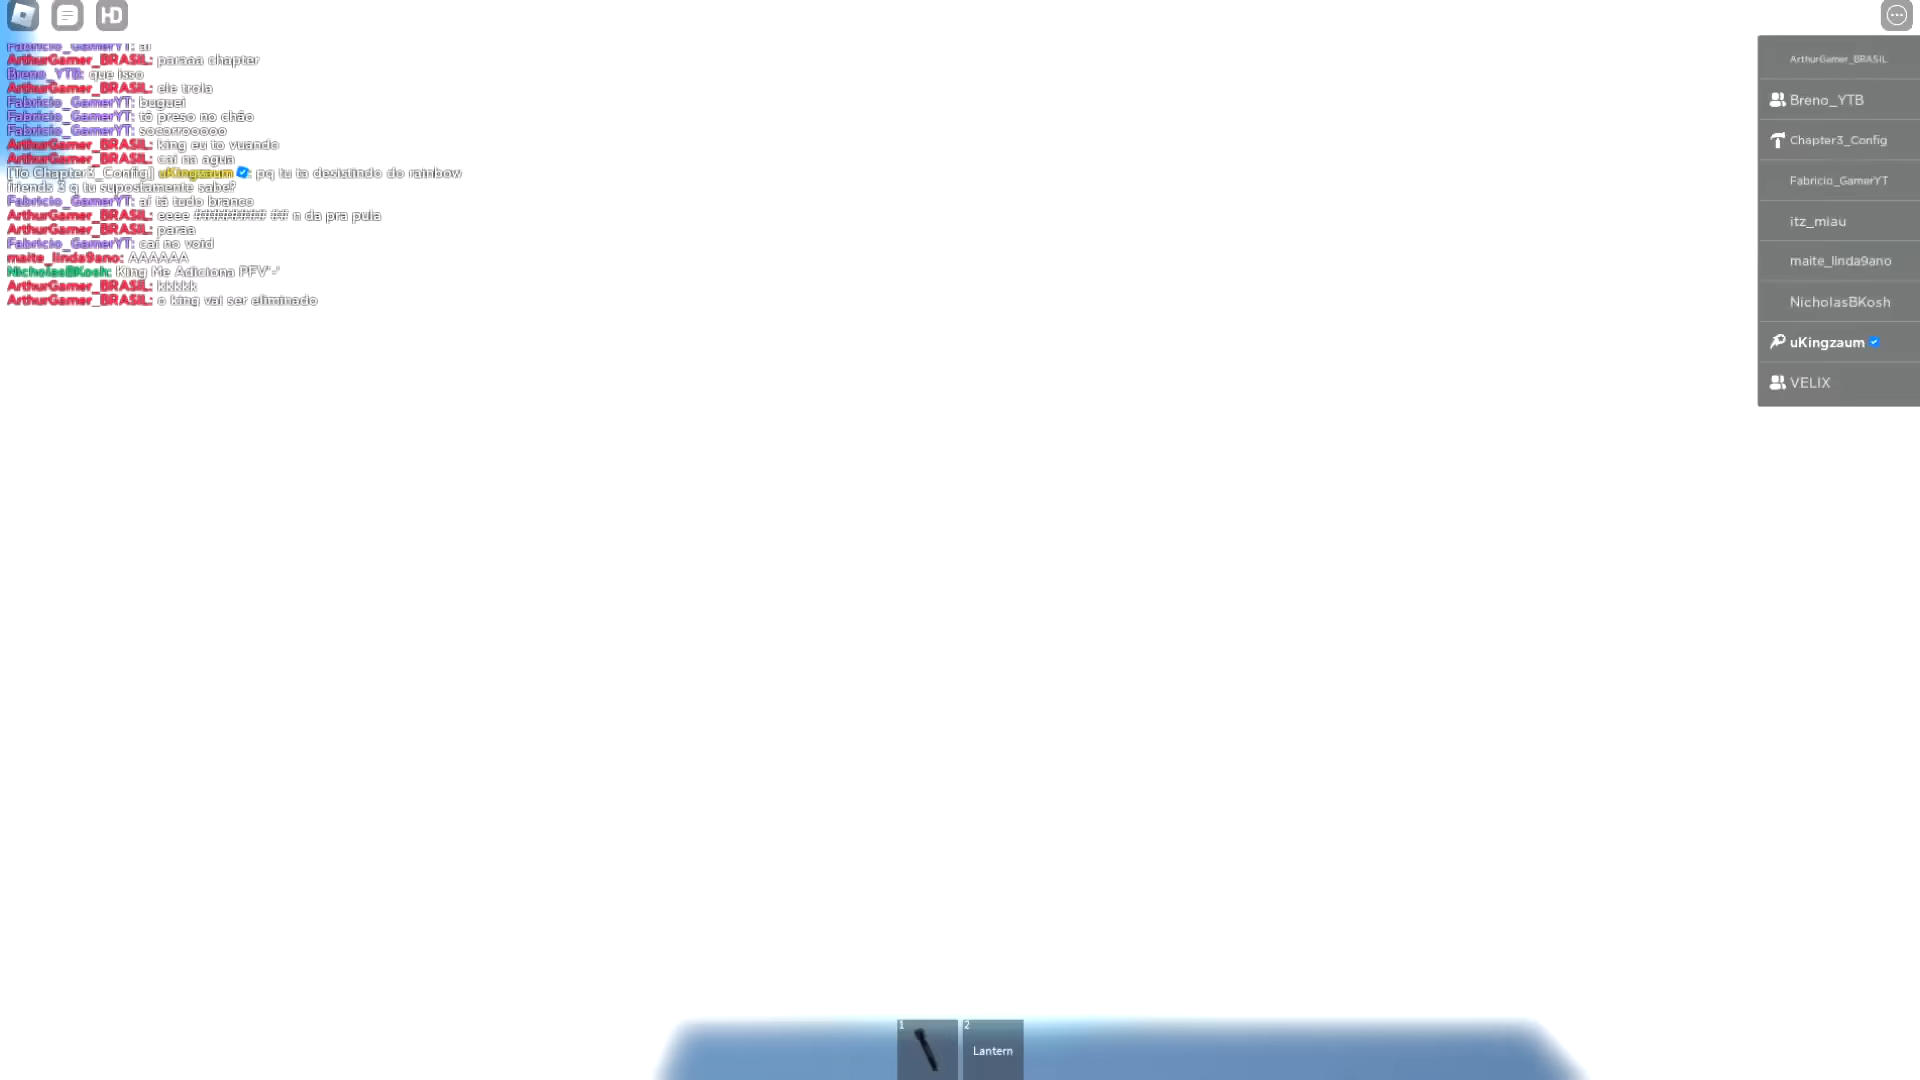 HD
Fabricio_GamerYT: ai
ArthurGamer_BRASIL: paraaa chapter
Breno_YTB: que isso
ArthurGamer_BRASIL: ele trola
Fabricio_GamerYT: buguei
Fabricio_GamerYT: tô preso no chão
Fabricio_GamerYT: socorrooooo
ArthurGamer_BRASIL: king eu to vuando
ArthurGamer_BRASIL: cai na agua
[To Chapter3_Config] uKingzaum: pq tu ta desistindo do rainbow
friends 3 q tu supostamente sabe?
Fabricio_GamerYT: aí tá tudo branco
ArthurGamer_BRASIL: eeee ######### ## n da pra pula
ArthurGamer_BRASIL: paraa
Fabricio_GamerYT: caí no void
maite_linda9ano: AAAAAA
NicholasBKosh: King Me Adiciona PFV'-'
ArthurGamer_BRASIL: kkkkk
ArthurGamer_BRASIL: o king vai ser eliminado
ArthurGamer_BRASIL
Breno_YTB
Chapter3_Config
Fabricio_GamerYT
itz_miau
maite_linda9ano
NicholasBKosh
uKingzaum
VELIX
1
2
Lantern